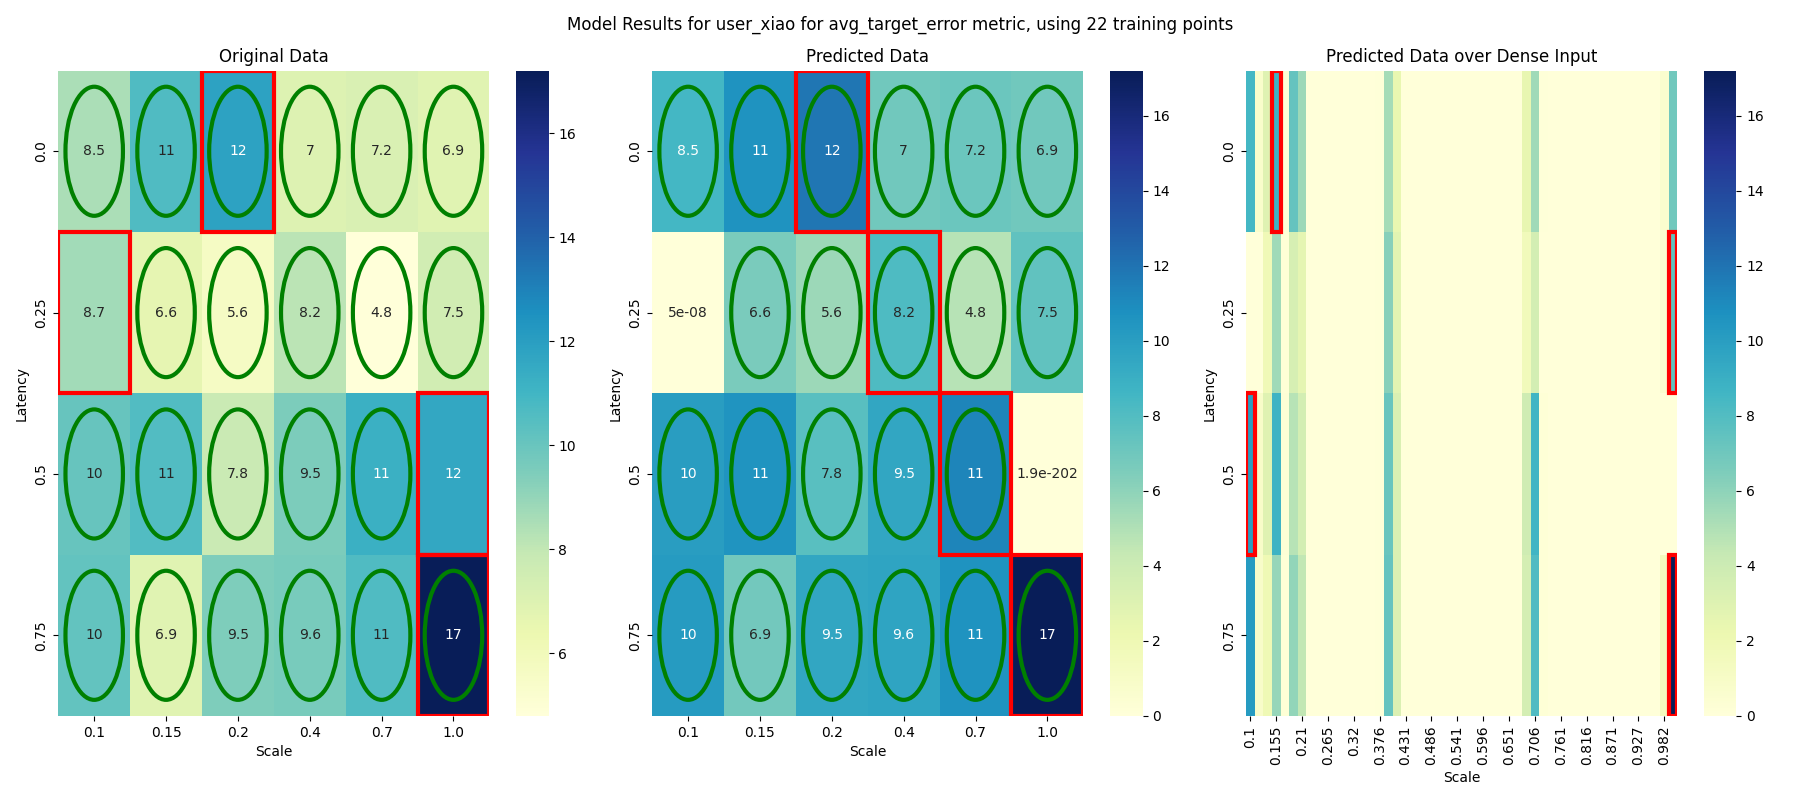 Model Results for user_xiao for avg_target_error metric, using 22 training points
Original Data
8.5 11 12 7 7.2 6.9
8.7 6.6 5.6 8.2 4.8 7.5
10 11 7.8 9.5 11 12
10 6.9 9.5 9.6 11 17
0.0
0.25
0.5
0.75
Latency
0.1 0.15 0.2 0.4 0.7 1.0
Scale
16
14
12
10
8
6
Predicted Data
8.5 11 12 7 7.2 6.9
5e-08 6.6 5.6 8.2 4.8 7.5
10 11 7.8 9.5 11 1.9e-202
10 6.9 9.5 9.6 11 17
0.0
0.25
0.5
0.75
Latency
0.1 0.15 0.2 0.4 0.7 1.0
Scale
16
14
12
10
8
6
4
2
0
Predicted Data over Dense Input
0.0
0.25
0.5
0.75
Latency
0.1 0.155 0.21 0.265 0.32 0.376 0.431 0.486 0.541 0.596 0.651 0.706 0.761 0.816 0.871 0.927 0.982
Scale
16
14
12
10
8
6
4
2
0